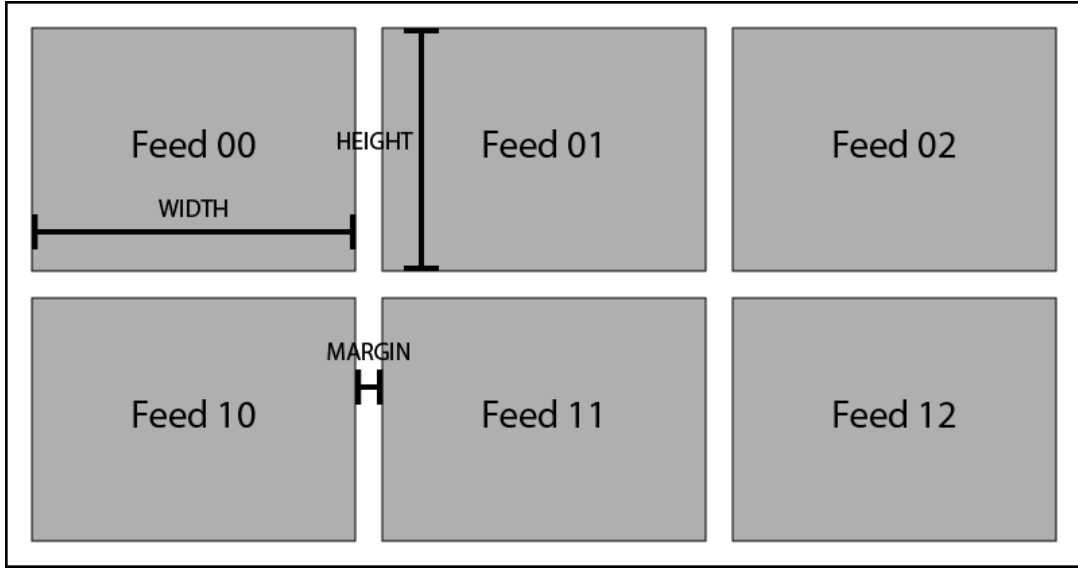 Feed 00
HEIGHT
Feed 01
Feed 02
WIDTH
MARGIN
Feed 10
Feed 11
Feed 12